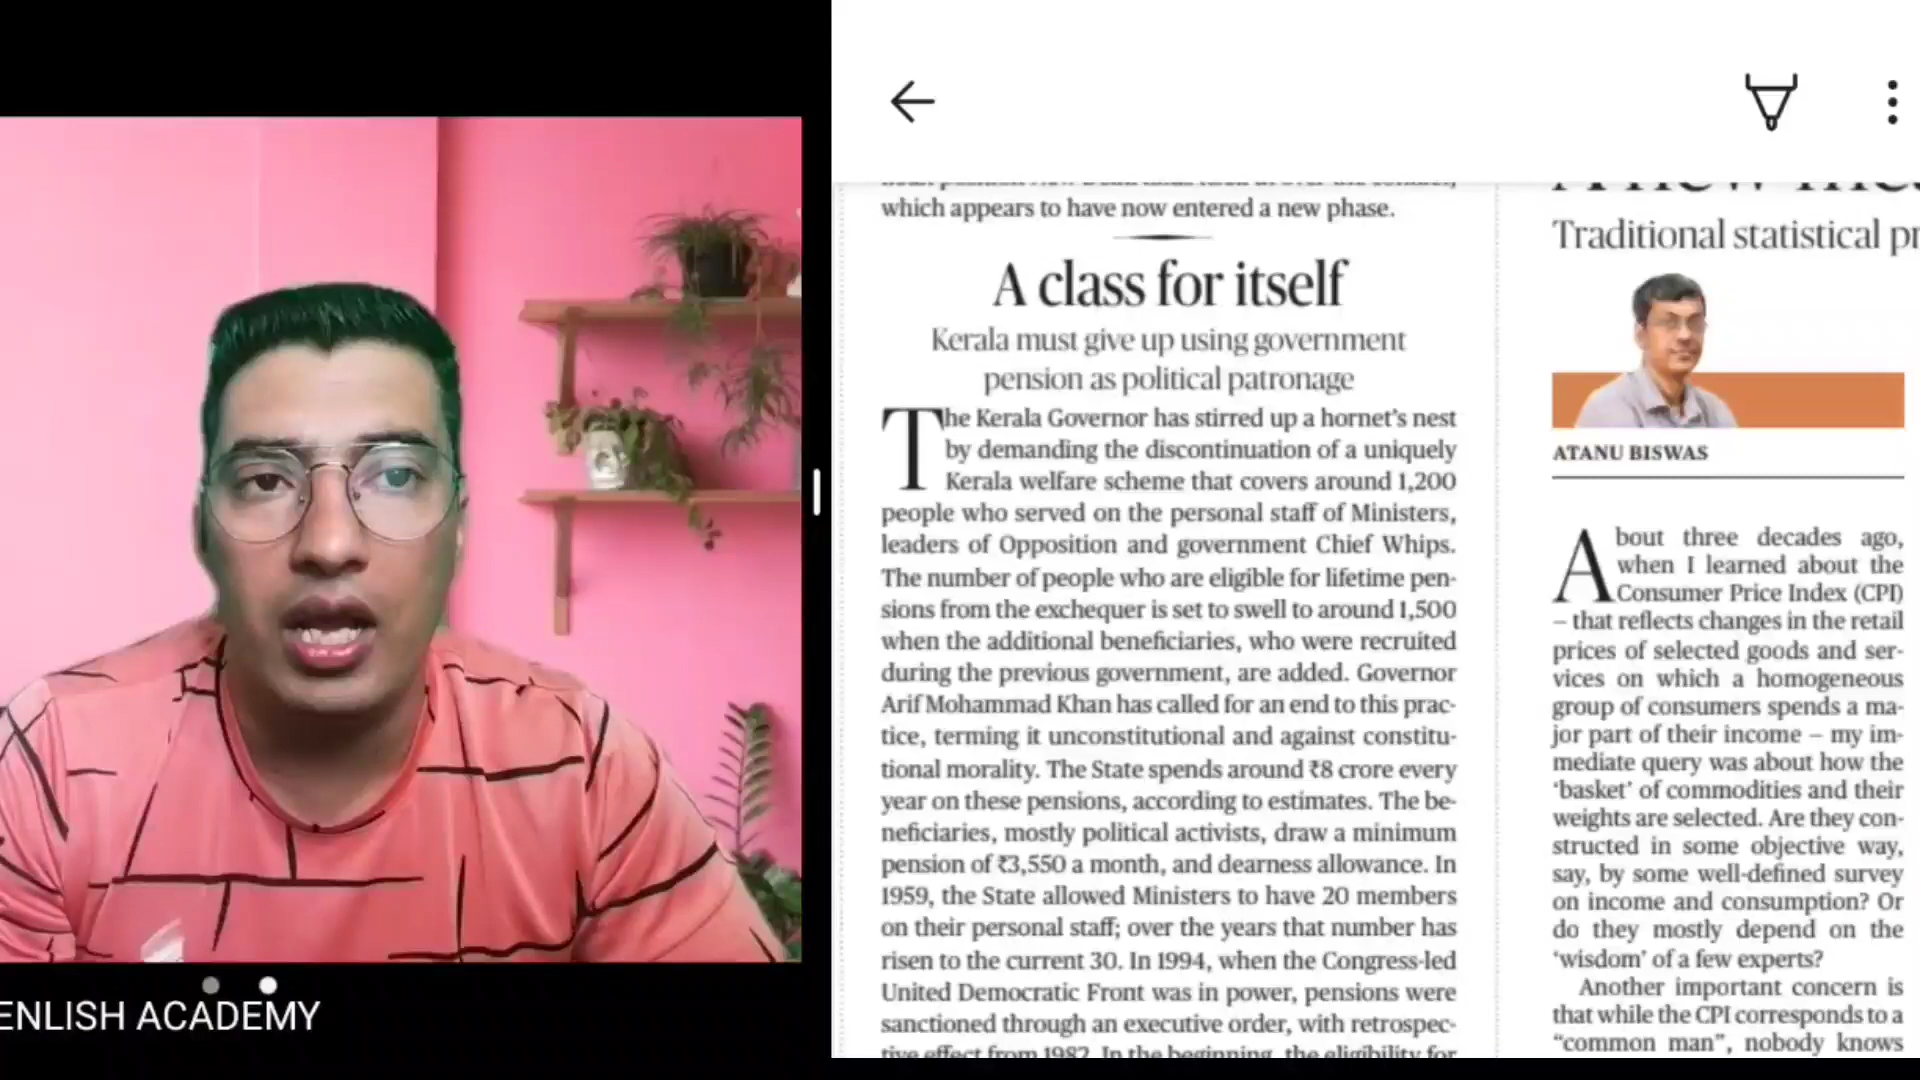 ENLISH ACADEMY
which appears to have now entered a new phase.
A class for itself
Kerala must give up using government
pension as political patronage
The Kerala Governor has stirred up a hornet's nest
by demanding the discontinuation of a uniquely
Kerala welfare scheme that covers around 1,200
people who served on the personal staff of Ministers,
leaders of Opposition and government Chief Whips.
The number of people who are eligible for lifetime pen-
sions from the exchequer is set to swell to around 1,500
when the additional beneficiaries, who were recruited
during the previous government, are added. Governor
Arif Mohammad Khan has called for an end to this prac-
tice, terming it unconstitutional and against constitu-
tional morality. The State spends around ₹8 crore every
year on these pensions, according to estimates. The be-
neficiaries, mostly political activists, draw a minimum
pension of ₹3,550 a month, and dearness allowance. In
1959, the State allowed Ministers to have 20 members
on their personal staff; over the years that number has
risen to the current 30. In 1994, when the Congress-led
United Democratic Front was in power, pensions were
sanctioned through an executive order, with retrospec-
tive effect from 1982. In the beginning, the eligibility for
A new mea
Traditional statistical pr
ATANU BISWAS
About three decades ago,
when I learned about the
Consumer Price Index (CPI)
– that reflects changes in the retail
prices of selected goods and ser-
vices on which a homogeneous
group of consumers spends a ma-
jor part of their income – my im-
mediate query was about how the
'basket' of commodities and their
weights are selected. Are they con-
structed in some objective way,
say, by some well-defined survey
on income and consumption? Or
do they mostly depend on the
'wisdom' of a few experts?
Another important concern is
that while the CPI corresponds to a
"common man", nobody knows